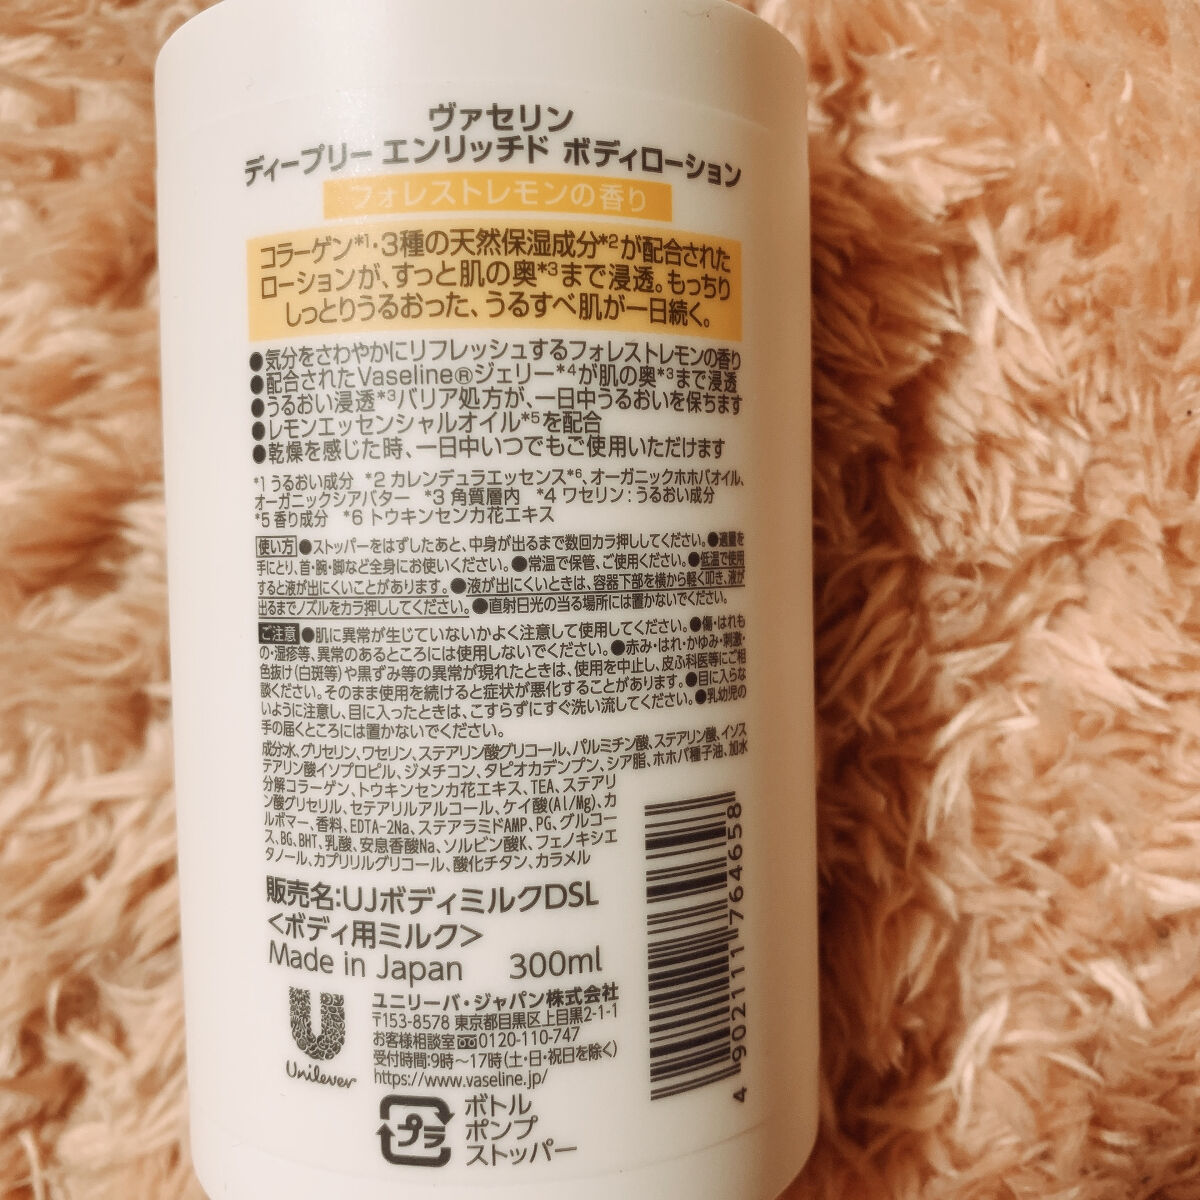 ヴァセリン
ディープリー エンリッチド ボディローション
フォレストレモンの香り
コラーゲン*1・3種の天然保湿成分*2が配合された
ローションが、すっと肌の奥*3まで浸透。もっちり
しっとりうるおった、うるすべ肌が一日続く。
●気分をさわやかにリフレッシュするフォレストレモンの香り
●配合されたVaseline®ジェリー*4が肌の奥*3まで浸透
●うるおい浸透*3バリア処方が、一日中うるおいを保ちます
●レモンエッセンシャルオイル*5を配合
●乾燥を感じた時、一日中いつでもご使用いただけます
*1 うるおい成分 *2 カレンデュラエッセンス*6、オーガニックホホバオイル、
オーガニックシアバター *3 角質層内 *4 ワセリン:うるおい成分
*5 香り成分 *6 トウキンセンカ花エキス
使い方 ●ストッパーをはずしたあと、中身が出るまで数回カラ押ししてください。●適量を
手にとり、首・腕・脚など全身にお使いください。●常温で保管、ご使用ください。●低温で使用
すると液が出にくいことがあります。●液が出にくいときは、容器下部を横から軽く叩き、液が
出るまでノズルをカラ押ししてください。●直射日光の当る場所には置かないでください。
ご注意 ●肌に異常が生じていないかよく注意して使用してください。●傷・はれも
の・湿疹等、異常のあるところには使用しないでください。●赤み・はれ・かゆみ・刺激・
色抜け(白斑等)や黒ずみ等の異常が現れたときは、使用を中止し、皮ふ科医等にご相
談ください。そのまま使用を続けると症状が悪化することがあります。●目に入らな
いように注意し、目に入ったときは、こすらずにすぐ洗い流してください。●乳幼児の
手の届くところには置かないでください。
成分:水、グリセリン、ワセリン、ステアリン酸グリコール、パルミチン酸、ステアリン酸、イソス
テアリン酸イソプロピル、ジメチコン、タピオカデンプン、シア脂、ホホバ種子油、加水
分解コラーゲン、トウキンセンカ花エキス、TEA、ステアリ
ン酸グリセリル、セテアリルアルコール、ケイ酸(Al/Mg)、カ
ルボマー、香料、EDTA-2Na、ステアラミドAMP、PG、グルコー
ス、BG、BHT、乳酸、安息香酸Na、ソルビン酸K、フェノキシエ
タノール、カプリリルグリコール、酸化チタン、カラメル
販売名:UJボディミルクDSL
<ボディ用ミルク>
Made in Japan 300ml
Unilever
ユニリーバ・ジャパン株式会社
〒153-8578 東京都目黒区上目黒2-1-1
お客様相談室 0120-110-747
受付時間:9時~17時(土・日・祝日を除く)
https://www.vaseline.jp/
プラ
ボトル
ポンプ
ストッパー
4902111764658